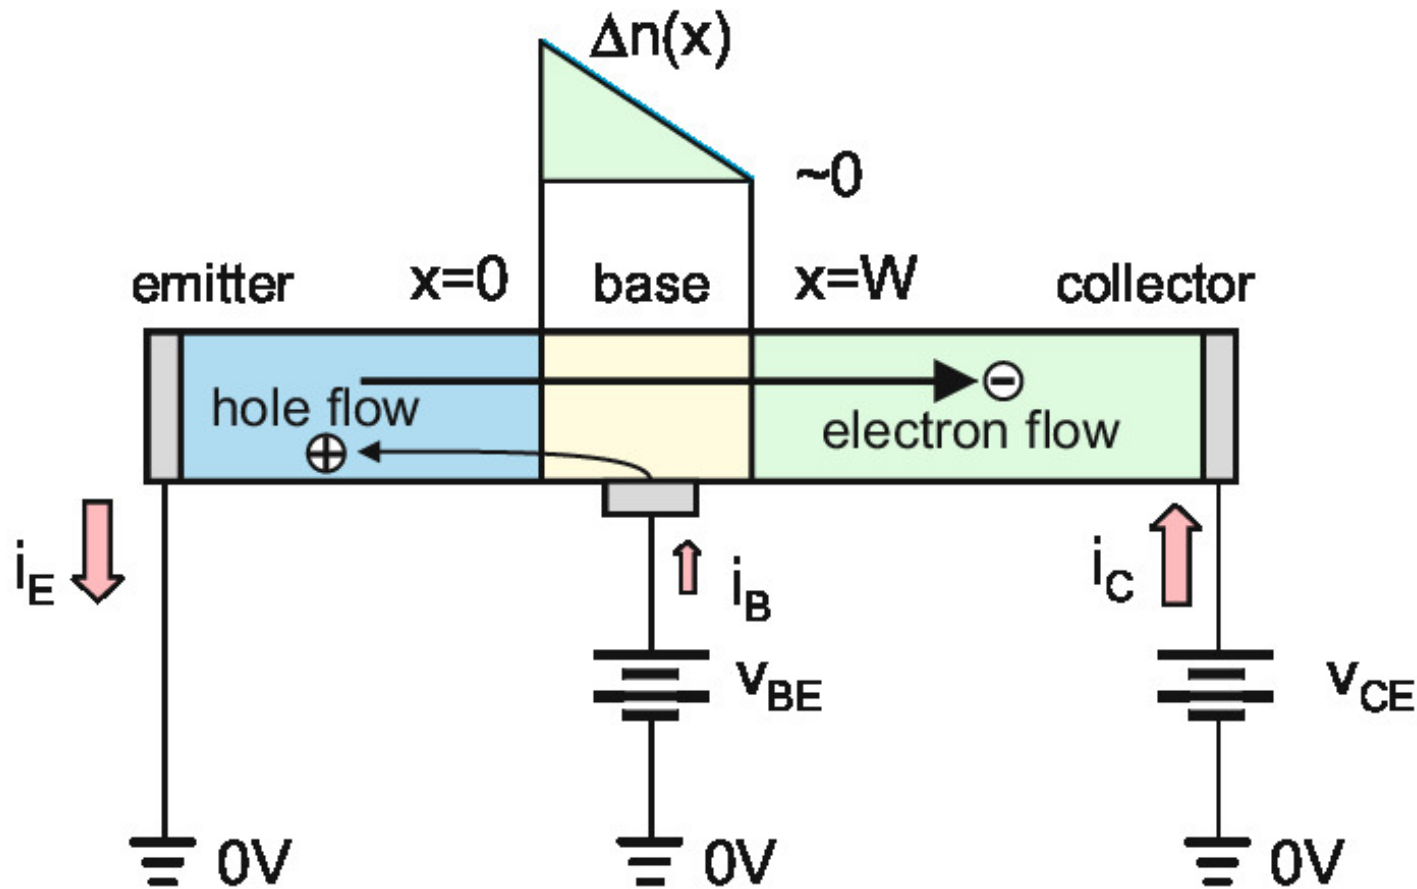 Δn(x)
~0
emitter
x=0
base
x=W
collector
hole flow
+
−
electron flow
iE
iB
iC
vBE
vCE
0V
0V
0V